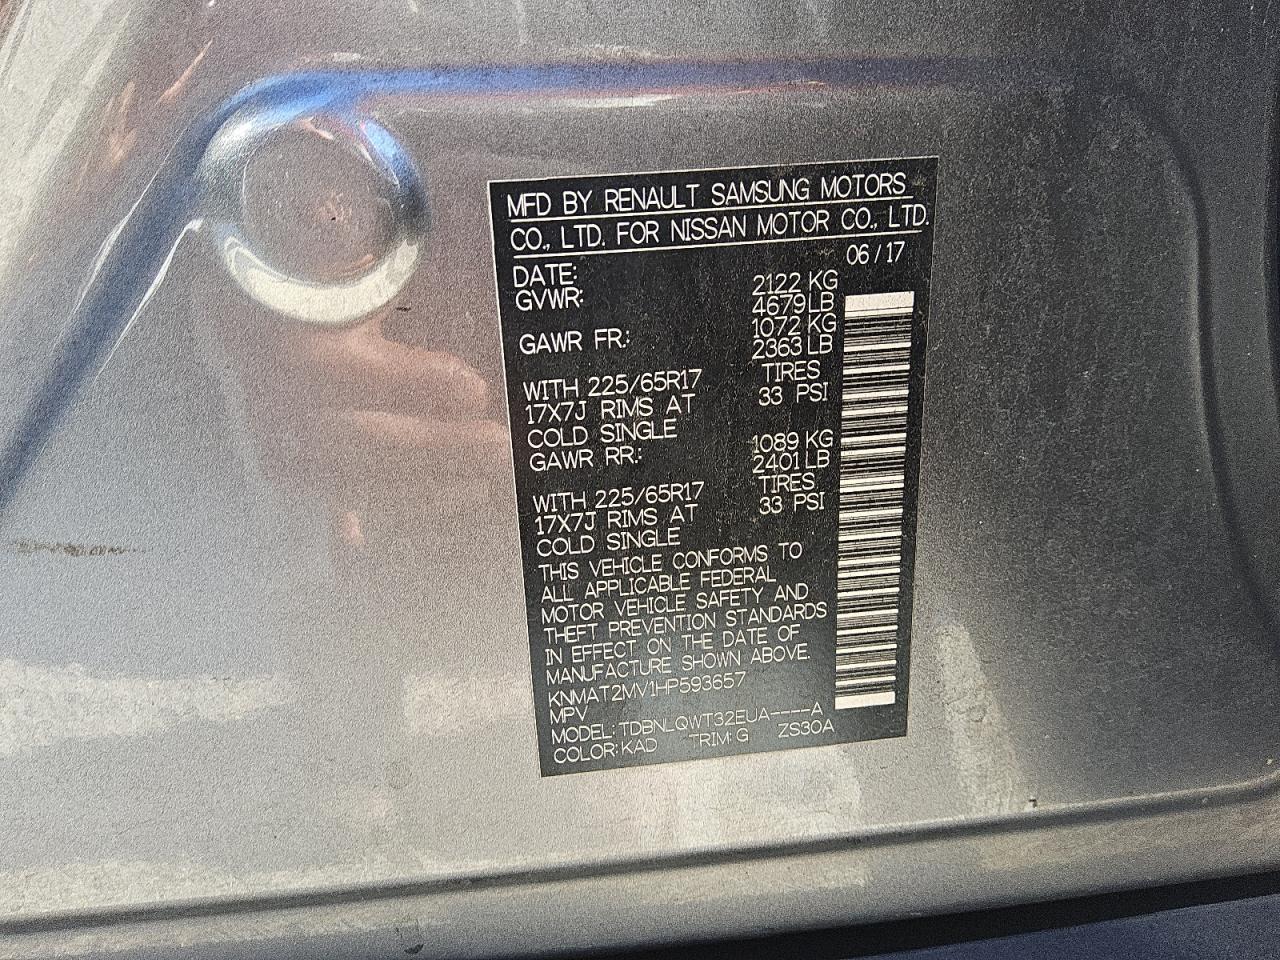 MFD BY RENAULT SAMSUNG MOTORS
CO., LTD. FOR NISSAN MOTOR CO., LTD.
DATE: 06/17
GVWR: 2122 KG
4679 LB
GAWR FR.: 1072 KG
2363 LB
WITH 225/65R17 TIRES
17X7J RIMS AT 33 PSI
COLD SINGLE
GAWR RR.: 1089 KG
2401 LB
WITH 225/65R17 TIRES
17X7J RIMS AT 33 PSI
COLD SINGLE
THIS VEHICLE CONFORMS TO
ALL APPLICABLE FEDERAL
MOTOR VEHICLE SAFETY AND
THEFT PREVENTION STANDARDS
IN EFFECT ON THE DATE OF
MANUFACTURE SHOWN ABOVE.
KNMAT2MV1HP593657
MPV
MODEL: TDBNLQWT32EUA----A
COLOR: KAD TRIM: G ZS30A